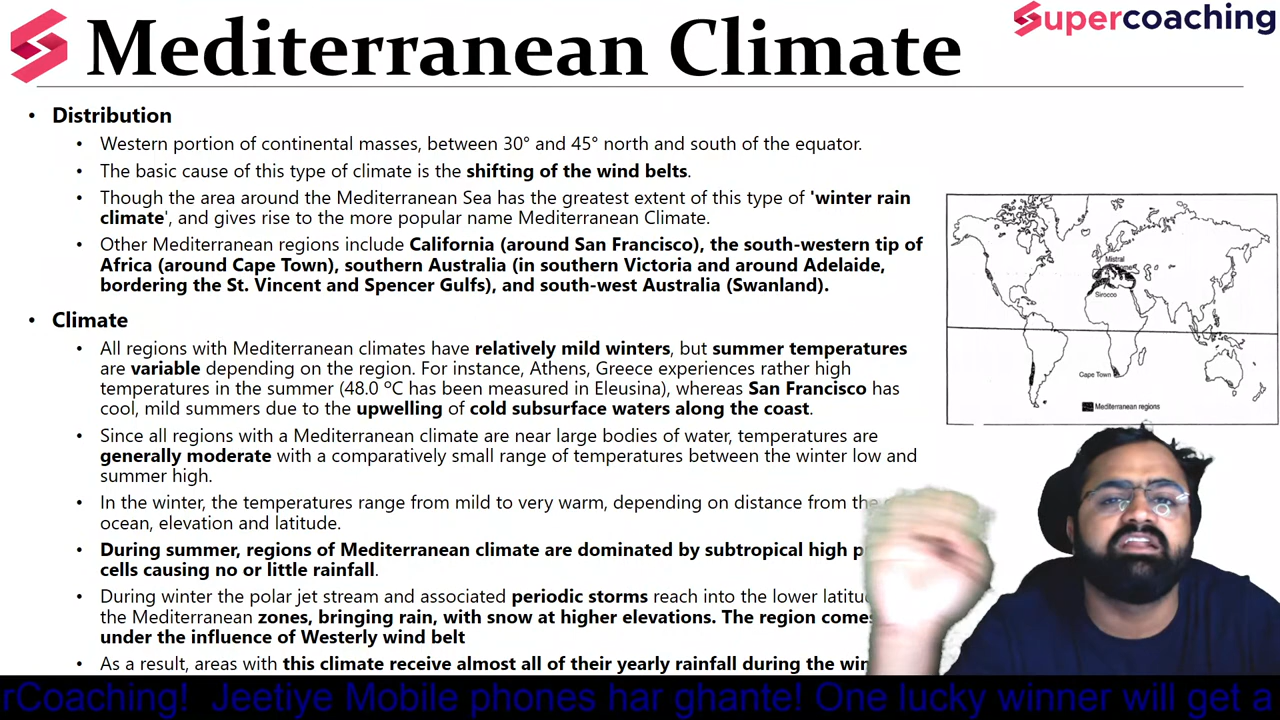 Mediterranean Climate
Supercoaching
• Distribution
• Western portion of continental masses, between 30° and 45° north and south of the equator.
• The basic cause of this type of climate is the shifting of the wind belts.
• Though the area around the Mediterranean Sea has the greatest extent of this type of 'winter rain
climate', and gives rise to the more popular name Mediterranean Climate.
• Other Mediterranean regions include California (around San Francisco), the south-western tip of
Africa (around Cape Town), southern Australia (in southern Victoria and around Adelaide,
bordering the St. Vincent and Spencer Gulfs), and south-west Australia (Swanland).
• Climate
• All regions with Mediterranean climates have relatively mild winters, but summer temperatures
are variable depending on the region. For instance, Athens, Greece experiences rather high
temperatures in the summer (48.0 ºC has been measured in Eleusina), whereas San Francisco has
cool, mild summers due to the upwelling of cold subsurface waters along the coast.
• Since all regions with a Mediterranean climate are near large bodies of water, temperatures are
generally moderate with a comparatively small range of temperatures between the winter low and
summer high.
• In the winter, the temperatures range from mild to very warm, depending on distance from the
ocean, elevation and latitude.
• During summer, regions of Mediterranean climate are dominated by subtropical high p
cells causing no or little rainfall.
• During winter the polar jet stream and associated periodic storms reach into the lower latitu
the Mediterranean zones, bringing rain, with snow at higher elevations. The region comes
under the influence of Westerly wind belt
• As a result, areas with this climate receive almost all of their yearly rainfall during the win
Mistral
Sirocco
Cape Town
Mediterranean regions
rCoaching! Jeetiye Mobile phones har ghante! One lucky winner will get a